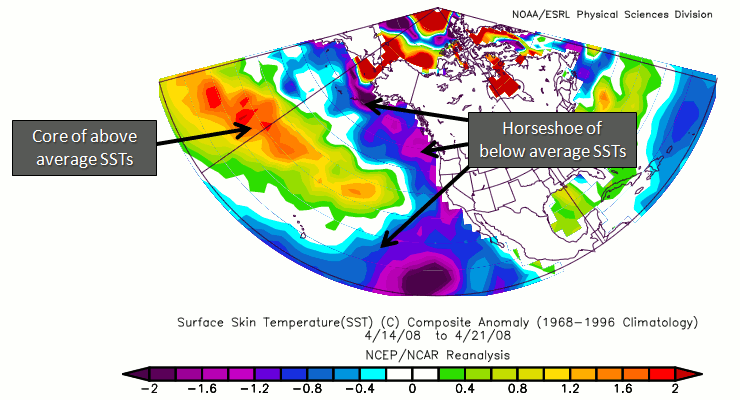 NOAA/ESRL Physical Sciences Division
Core of above
average SSTs
Horseshoe of
below average SSTs
Surface Skin Temperature(SST) (C) Composite Anomaly (1968-1996 Climatology)
4/14/08 to 4/21/08
NCEP/NCAR Reanalysis
-2 -1.6 -1.2 -0.8 -0.4 0 0.4 0.8 1.2 1.6 2